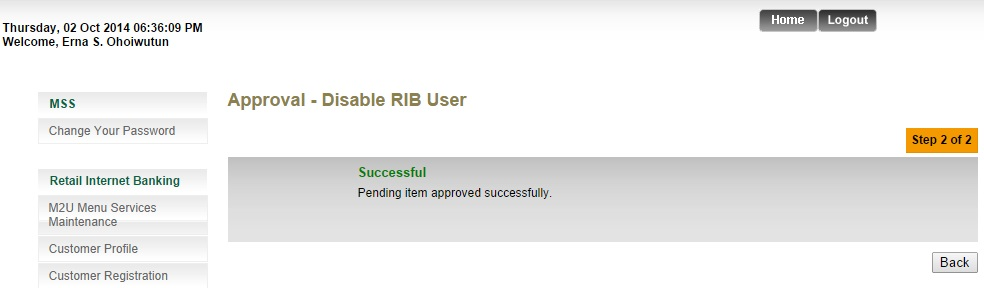 Thursday, 02 Oct 2014 06:36:09 PM
Welcome, Erna S. Ohoiwutun
Home
Logout
MSS
Change Your Password
Retail Internet Banking
M2U Menu Services
Maintenance
Customer Profile
Customer Registration
Approval - Disable RIB User
Step 2 of 2
Successful
Pending item approved successfully.
Back